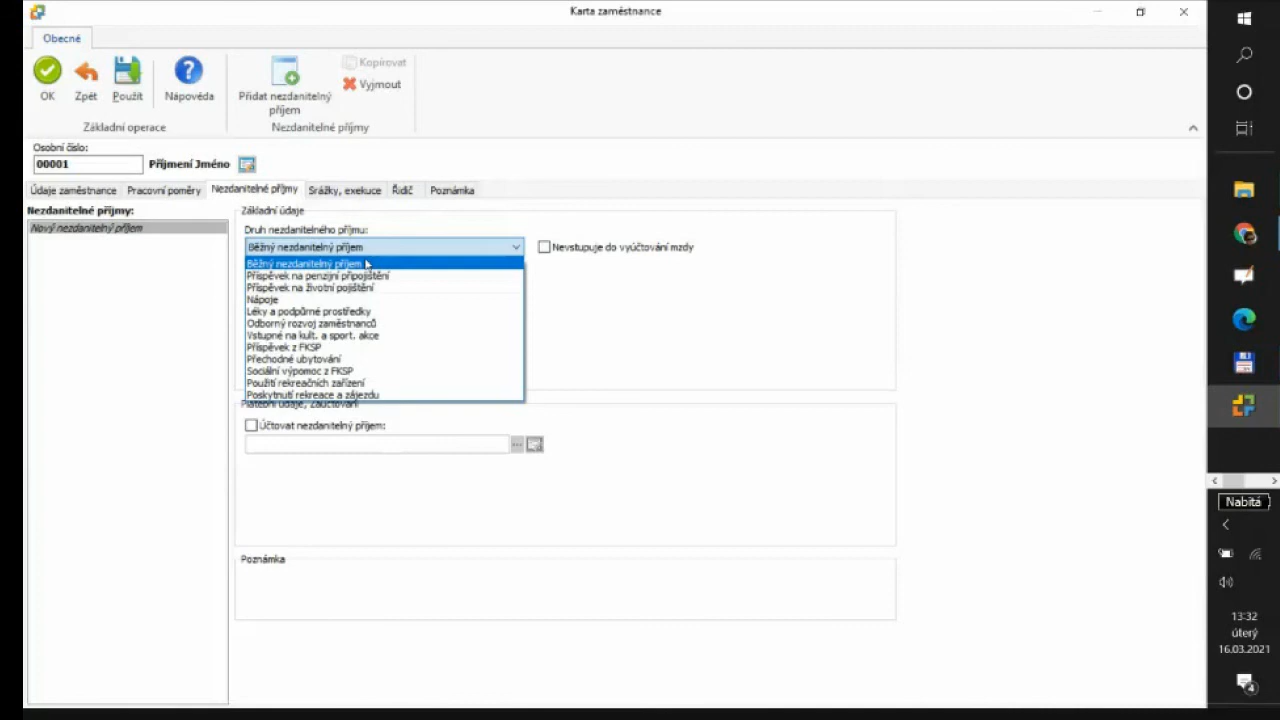 Karta zaměstnance
Obecné
OK
Zpět
Použít
Nápověda
Přidat nezdanitelný
příjem
Kopírovat
Vyjmout
Základní operace
Nezdanitelné příjmy
Osobní číslo:
00001
Příjmení Jméno
Údaje zaměstnance
Pracovní poměry
Nezdanitelné příjmy
Srážky, exekuce
Řidič
Poznámka
Nezdanitelné příjmy:
Nový nezdanitelný příjem
Základní údaje
Druh nezdanitelného příjmu:
Běžný nezdanitelný příjem
Nevstupuje do vyúčtování mzdy
Běžný nezdanitelný příjem
Příspěvek na penzijní připojištění
Příspěvek na životní pojištění
Nápoje
Léky a podpůrné prostředky
Odborný rozvoj zaměstnanců
Vstupné na kult. a sport. akce
Příspěvek z FKSP
Přechodné ubytování
Sociální výpomoc z FKSP
Použití rekreačních zařízení
Poskytnutí rekreace a zájezdu
Platební údaje, Zaúčtování
Účtovat nezdanitelný příjem:
Poznámka
Nabitá
13:32
úterý
16.03.2021
4